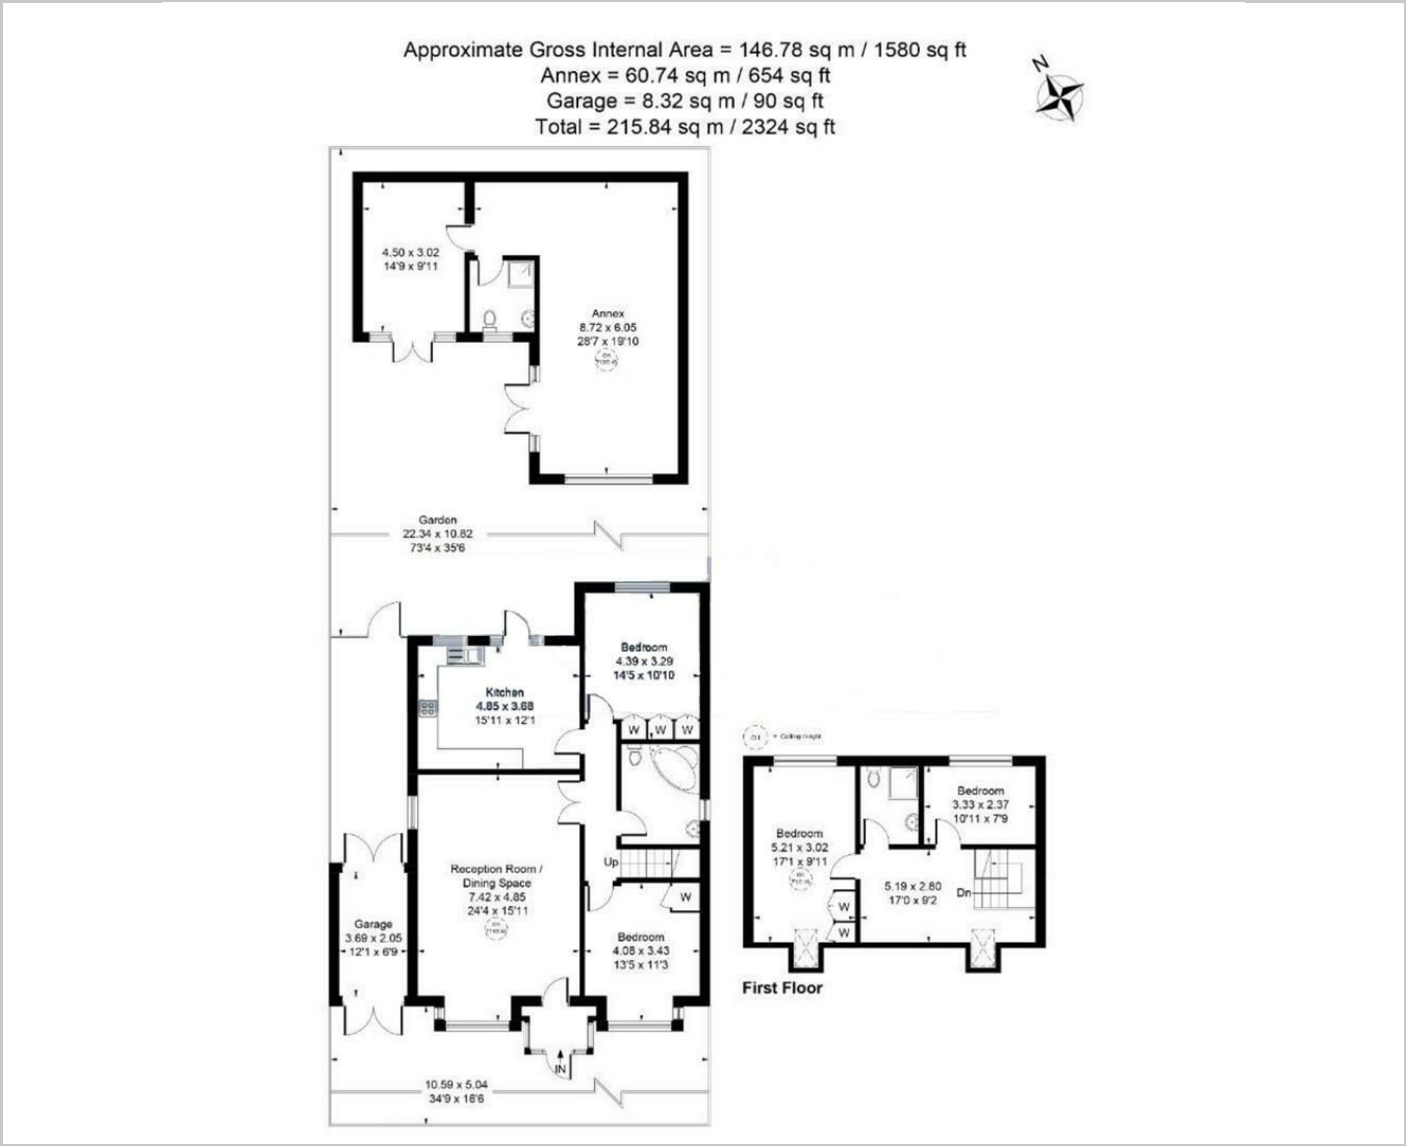 Approximate Gross Internal Area = 146.78 sq m / 1580 sq ft
Annex = 60.74 sq m / 654 sq ft
Garage = 8.32 sq m / 90 sq ft
Total = 215.84 sq m / 2324 sq ft
N
4.50 x 3.02
14'9 x 9'11
Annex
8.72 x 6.05
28'7 x 19'10
Garden
22.34 x 10.82
73'4 x 35'6
Bedroom
4.39 x 3.29
14'5 x 10'10
W W W
Kitchen
4.85 x 3.68
15'11 x 12'1
Up
Reception Room /
Dining Space
7.42 x 4.85
24'4 x 15'11
W
Bedroom
4.08 x 3.43
13'5 x 11'3
Garage
3.69 x 2.05
12'1 x 6'9
IN
10.59 x 5.04
34'9 x 16'6
CH = Ceiling Height
Bedroom
3.33 x 2.37
10'11 x 7'9
Bedroom
5.21 x 3.02
17'1 x 9'11
5.19 x 2.80
17'0 x 9'2
Dn
W
W
First Floor